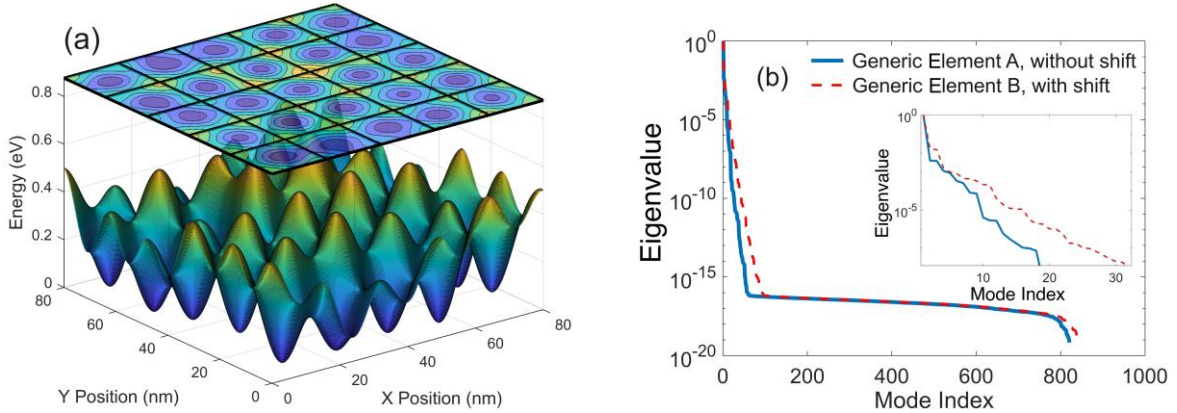 (a)
Energy (eV)
0.8
0.6
0.4
0.2
0
80
60
40
20
0
Y Position (nm)
0
20
40
60
80
X Position (nm)
(b)
Generic Element A, without shift
Generic Element B, with shift
Eigenvalue
10^0
10^-5
10^-10
10^-15
10^-20
0 200 400 600 800 1000
Mode Index
Eigenvalue
10^0
10^-5
10 20 30
Mode Index